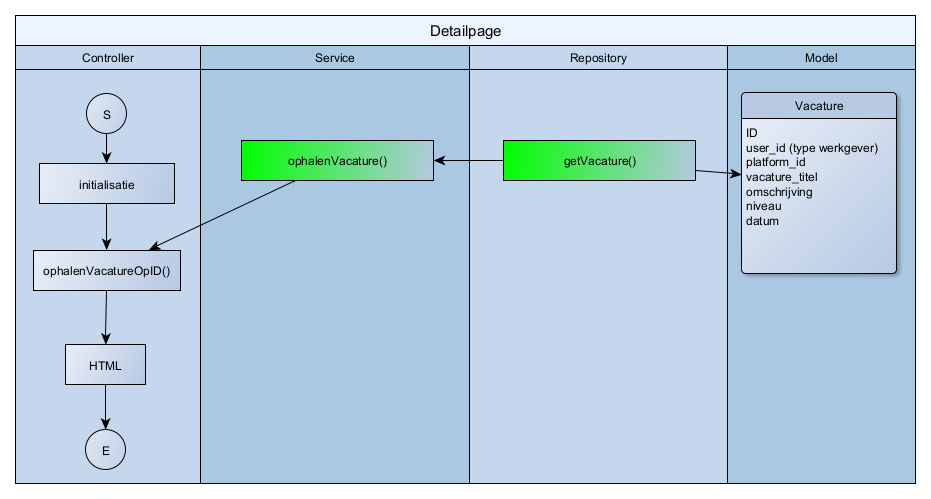 Detailpage
Controller
Service
Repository
Model
S
initialisatie
ophalenVacatureOpID()
HTML
E
ophalenVacature()
getVacature()
Vacature
ID
user_id (type werkgever)
platform_id
vacature_titel
omschrijving
niveau
datum